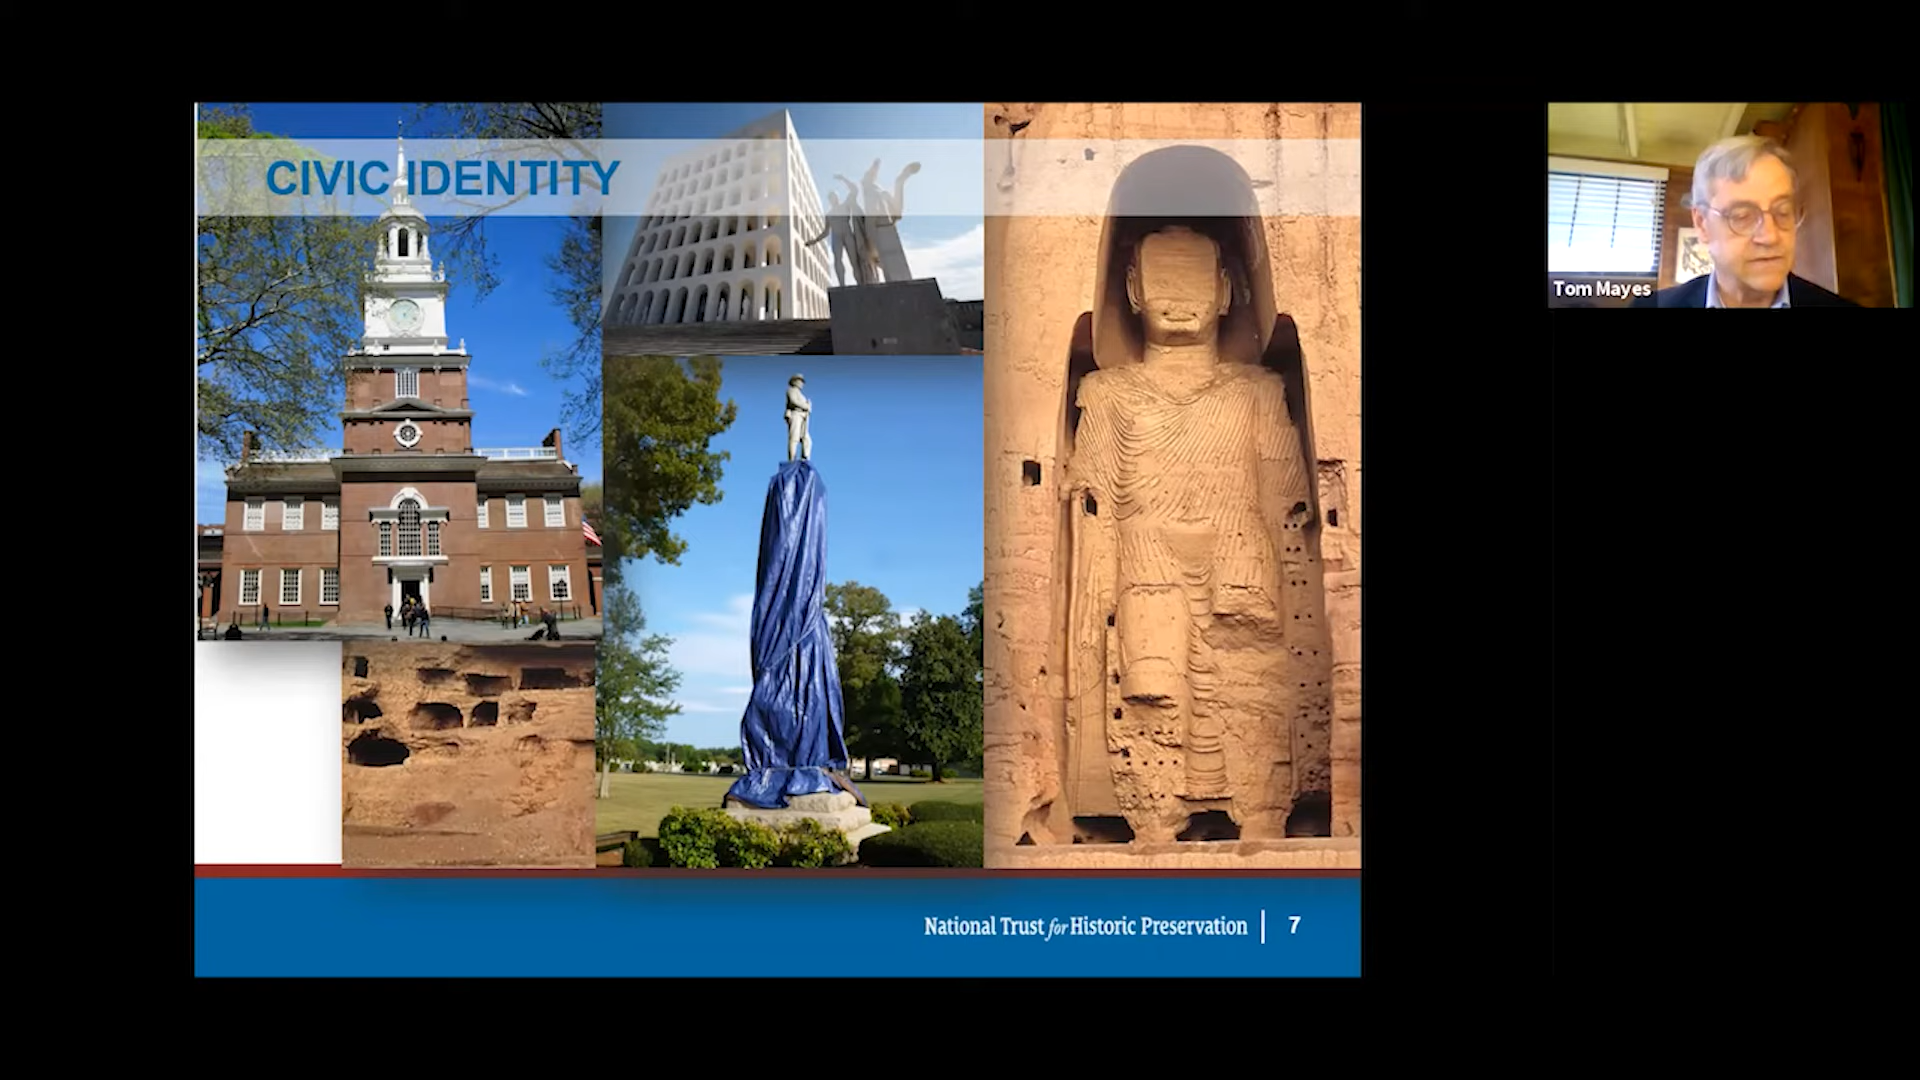 CIVIC IDENTITY
Tom Mayes
National Trust for Historic Preservation | 7